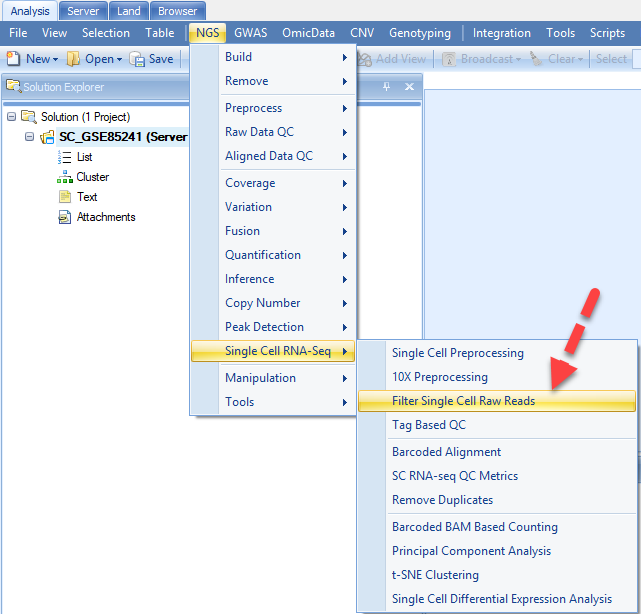 Analysis Server Land Browser
File View Selection Table NGS GWAS OmicData CNV Genotyping Integration Tools Scripts
New Open Save Add View Broadcast Clear Select
Solution Explorer
Solution (1 Project)
SC_GSE85241 (Server
List
Cluster
Text
Attachments
Build
Remove
Preprocess
Raw Data QC
Aligned Data QC
Coverage
Variation
Fusion
Quantification
Inference
Copy Number
Peak Detection
Single Cell RNA-Seq
Manipulation
Tools
Single Cell Preprocessing
10X Preprocessing
Filter Single Cell Raw Reads
Tag Based QC
Barcoded Alignment
SC RNA-seq QC Metrics
Remove Duplicates
Barcoded BAM Based Counting
Principal Component Analysis
t-SNE Clustering
Single Cell Differential Expression Analysis